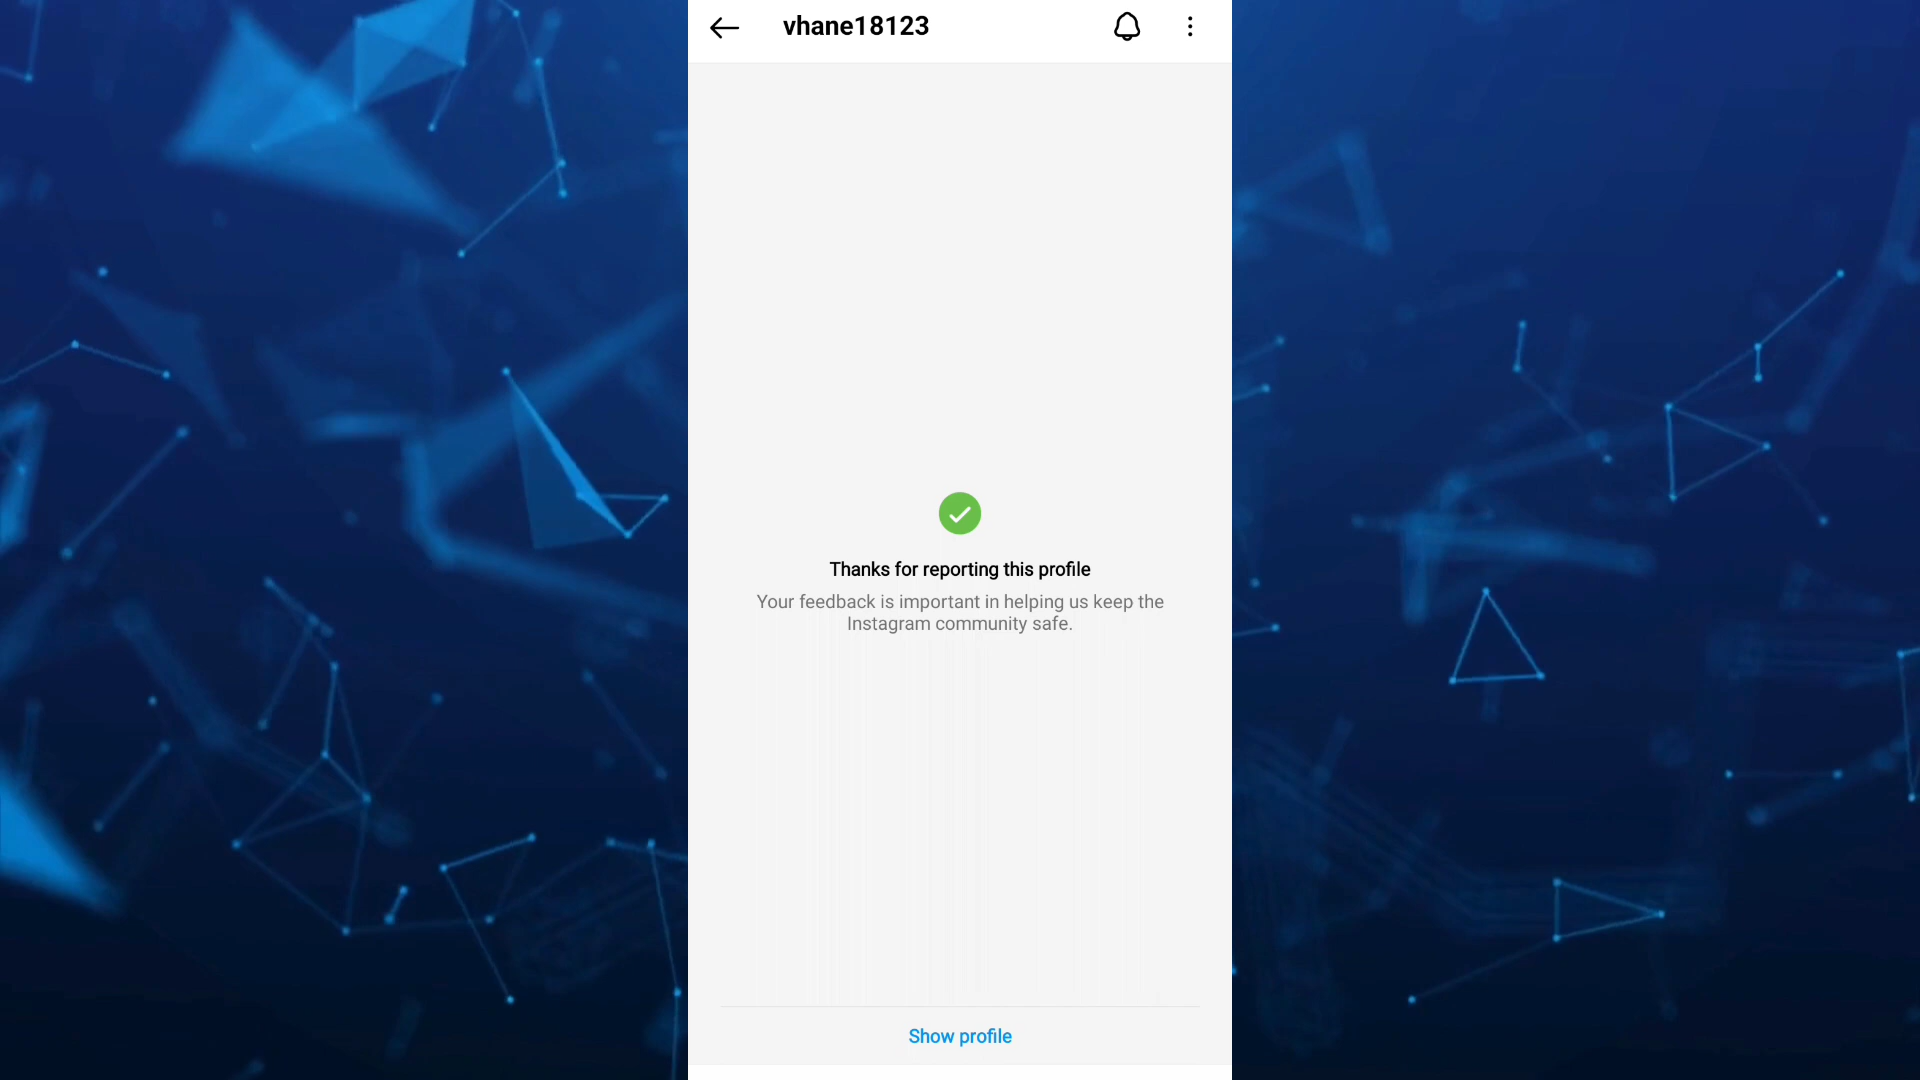 vhane18123
Thanks for reporting this profile
Your feedback is important in helping us keep the
Instagram community safe.
Show profile